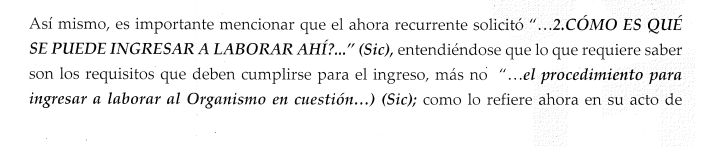 Así mismo, es importante mencionar que el ahora recurrente solicitó "…2.CÓMO ES QUÉ
SE PUEDE INGRESAR A LABORAR AHÍ?..." (Sic), entendiéndose que lo que requiere saber
son los requisitos que deben cumplirse para el ingreso, más no "…el procedimiento para
ingresar a laborar al Organismo en cuestión…) (Sic); como lo refiere ahora en su acto de